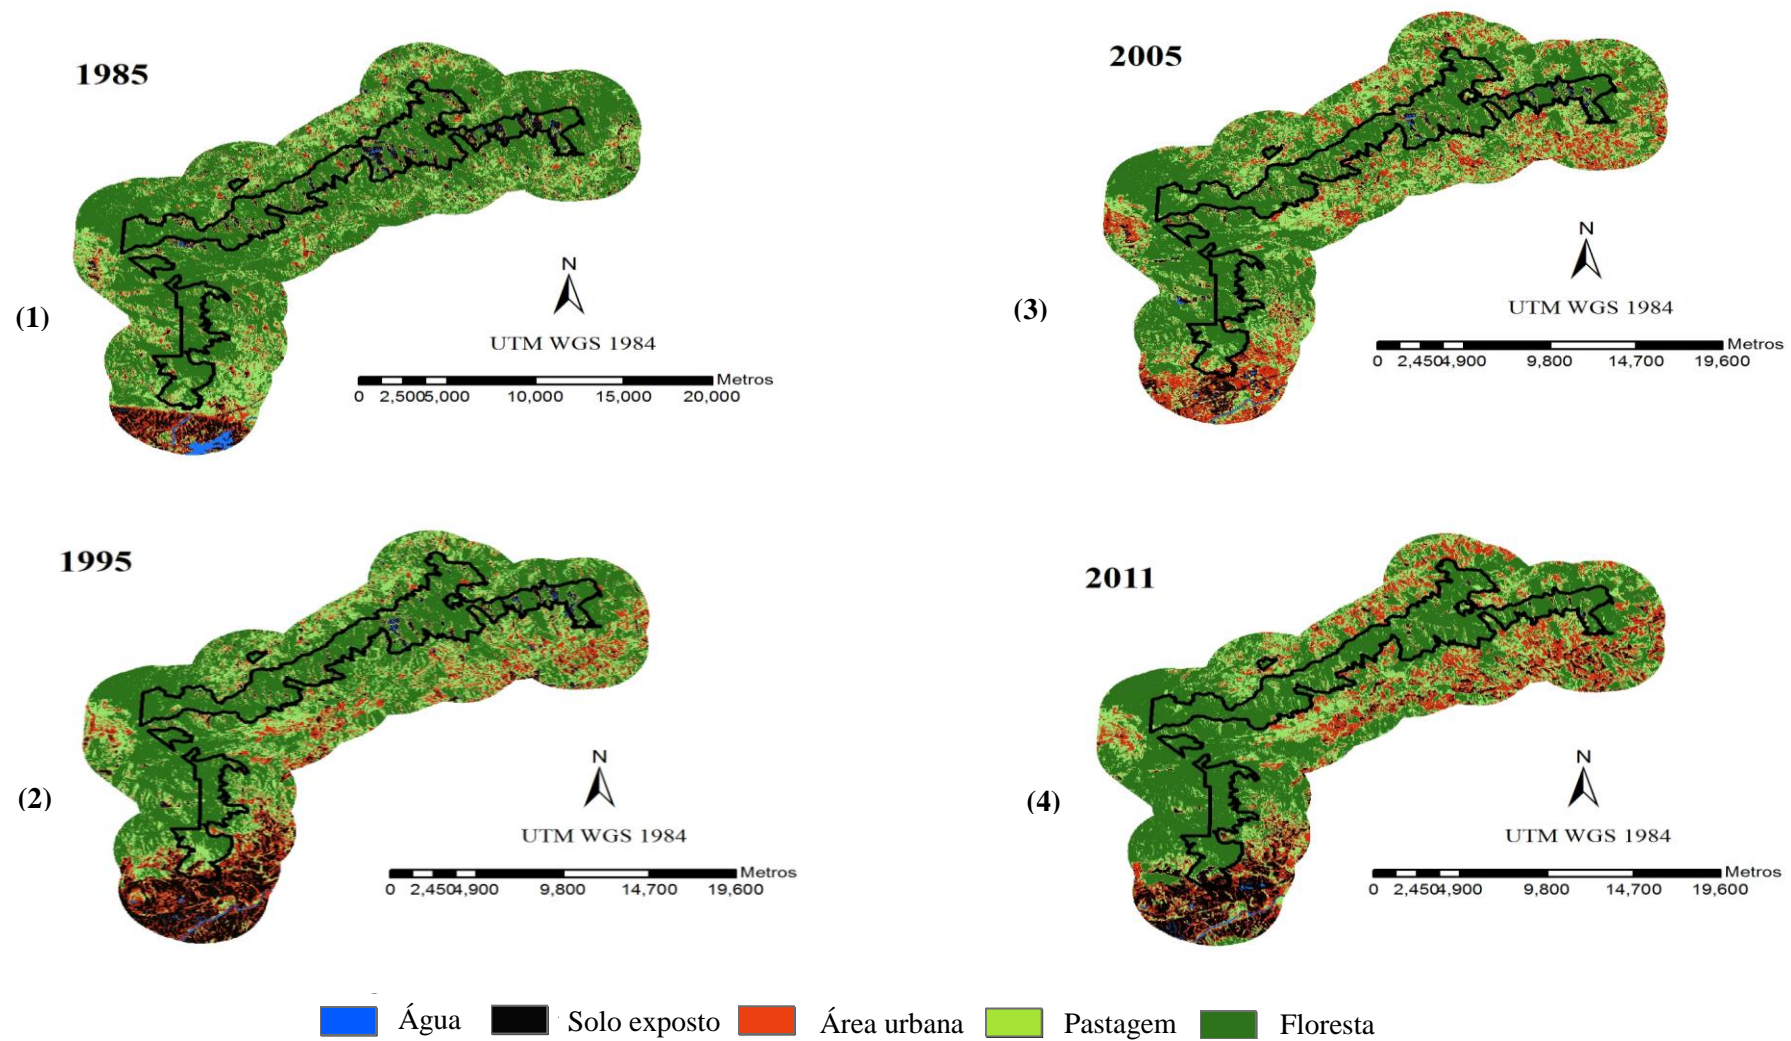 1985
N
(1)
UTM WGS 1984
Metros
0 2,500 5,000 10,000 15,000 20,000
2005
N
(3)
UTM WGS 1984
Metros
0 2,450 4,900 9,800 14,700 19,600
1995
N
(2)
UTM WGS 1984
Metros
0 2,450 4,900 9,800 14,700 19,600
2011
N
(4)
UTM WGS 1984
Metros
0 2,450 4,900 9,800 14,700 19,600
Água Solo exposto Área urbana Pastagem Floresta